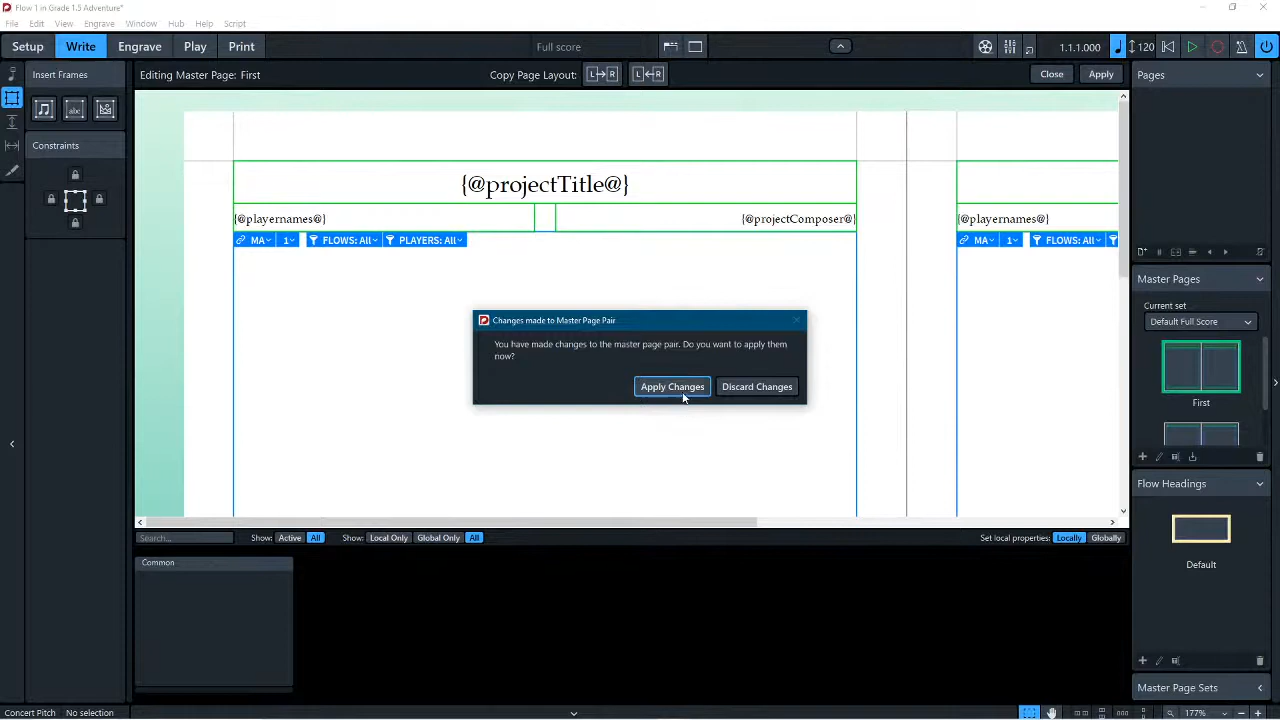 Flow 1 in Grade 1.5 Adventure*
File Edit View Engrave Window Hub Help Script
Setup Write Engrave Play Print Full score 1.1.1.000 120
Insert Frames
Editing Master Page: First Copy Page Layout: L R L R Close Apply
Pages
abc
Constraints
{@projectTitle@}
{@playernames@} {@projectComposer@} {@playernames@}
MA 1 FLOWS: All PLAYERS: All MA 1 FLOWS: All
Master Pages
Current set
Default Full Score
First
Changes made to Master Page Pair
You have made changes to the master page pair. Do you want to apply them
now?
Apply Changes Discard Changes
Flow Headings
Default
Search... Show: Active All Show: Local Only Global Only All Set local properties: Locally Globally
Common
Master Page Sets
Concert Pitch No selection 177%